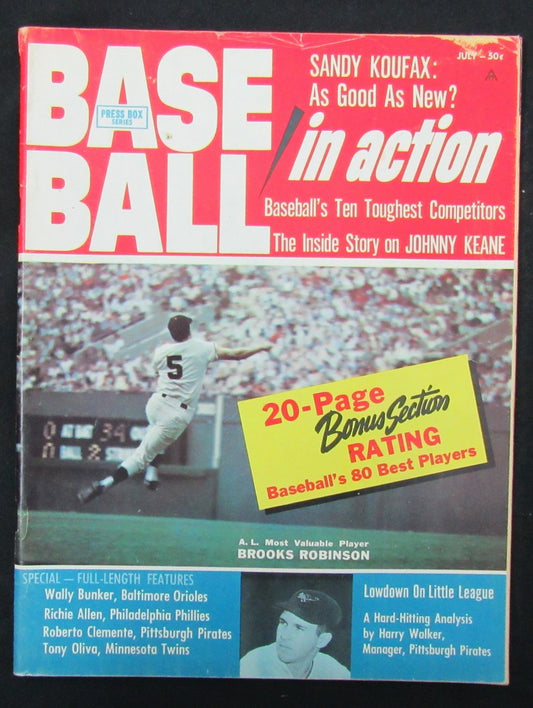 BASE
BALL
PRESS BOX
SERIES
SANDY KOUFAX:
As Good As New?
JULY – 50¢
A
in action
Baseball's Ten Toughest Competitors
The Inside Story on JOHNNY KEANE
5
0 AT BAT 34
0 BALL
20-Page
Bonus Section
RATING
Baseball's 80 Best Players
A.L. Most Valuable Player
BROOKS ROBINSON
SPECIAL — FULL-LENGTH FEATURES
Wally Bunker, Baltimore Orioles
Richie Allen, Philadelphia Phillies
Roberto Clemente, Pittsburgh Pirates
Tony Oliva, Minnesota Twins
Lowdown On Little League
A Hard-Hitting Analysis
by Harry Walker,
Manager, Pittsburgh Pirates